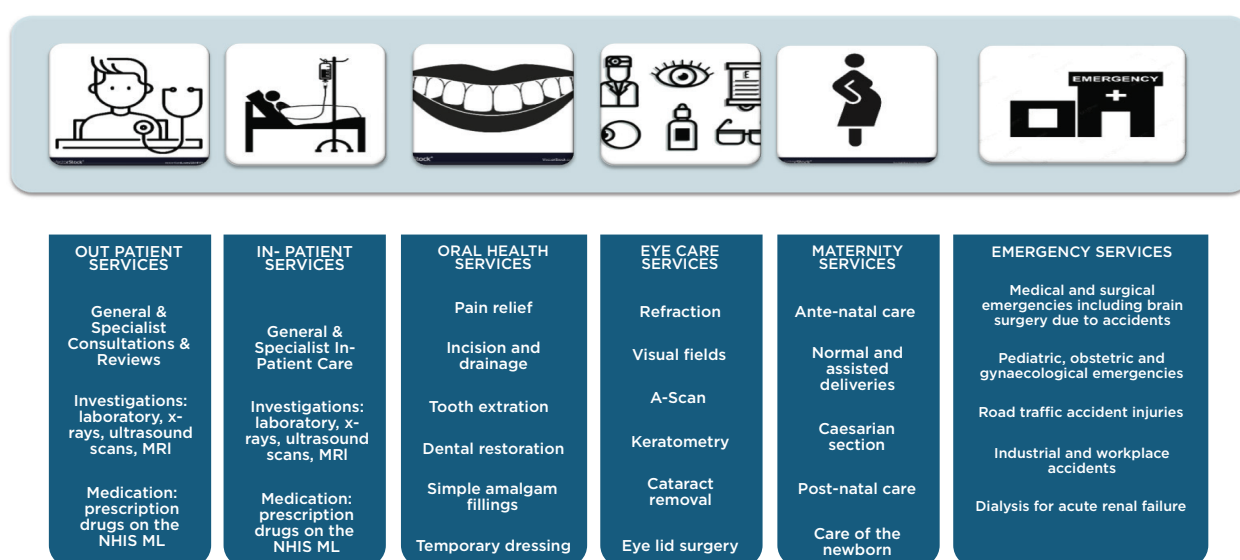 EMERGENCY
E
VisualStock
OUT PATIENT
SERVICES
General &
Specialist
Consultations &
Reviews
Investigations:
laboratory, x-
rays, ultrasound
scans, MRI
Medication:
prescription
drugs on the
NHIS ML
IN- PATIENT
SERVICES
General &
Specialist In-
Patient Care
Investigations:
laboratory, x-
rays, ultrasound
scans, MRI
Medication:
prescription
drugs on the
NHIS ML
ORAL HEALTH
SERVICES
Pain relief
Incision and
drainage
Tooth extration
Dental restoration
Simple amalgam
fillings
Temporary dressing
EYE CARE
SERVICES
Refraction
Visual fields
A-Scan
Keratometry
Cataract
removal
Eye lid surgery
MATERNITY
SERVICES
Ante-natal care
Normal and
assisted
deliveries
Caesarian
section
Post-natal care
Care of the
newborn
EMERGENCY SERVICES
Medical and surgical
emergencies including brain
surgery due to accidents
Pediatric, obstetric and
gynaecological emergencies
Road traffic accident injuries
Industrial and workplace
accidents
Dialysis for acute renal failure